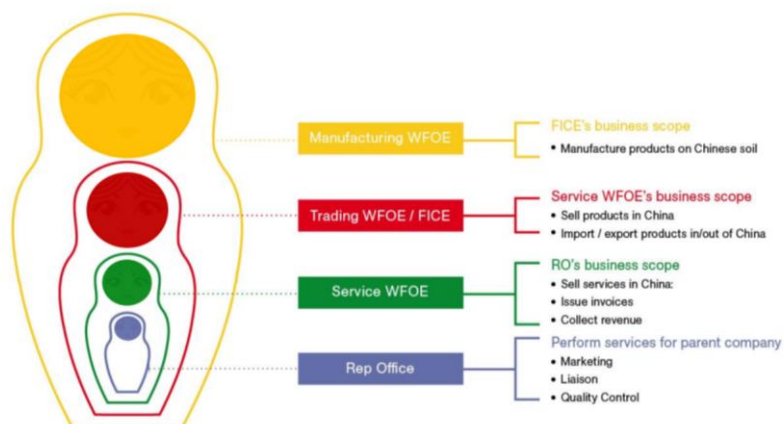 Manufacturing WFOE
FICE's business scope
• Manufacture products on Chinese soil
Trading WFOE / FICE
Service WFOE's business scope
• Sell products in China
• Import / export products in/out of China
Service WFOE
RO's business scope
• Sell services in China:
• Issue invoices
• Collect revenue
Rep Office
Perform services for parent company
• Marketing
• Liaison
• Quality Control